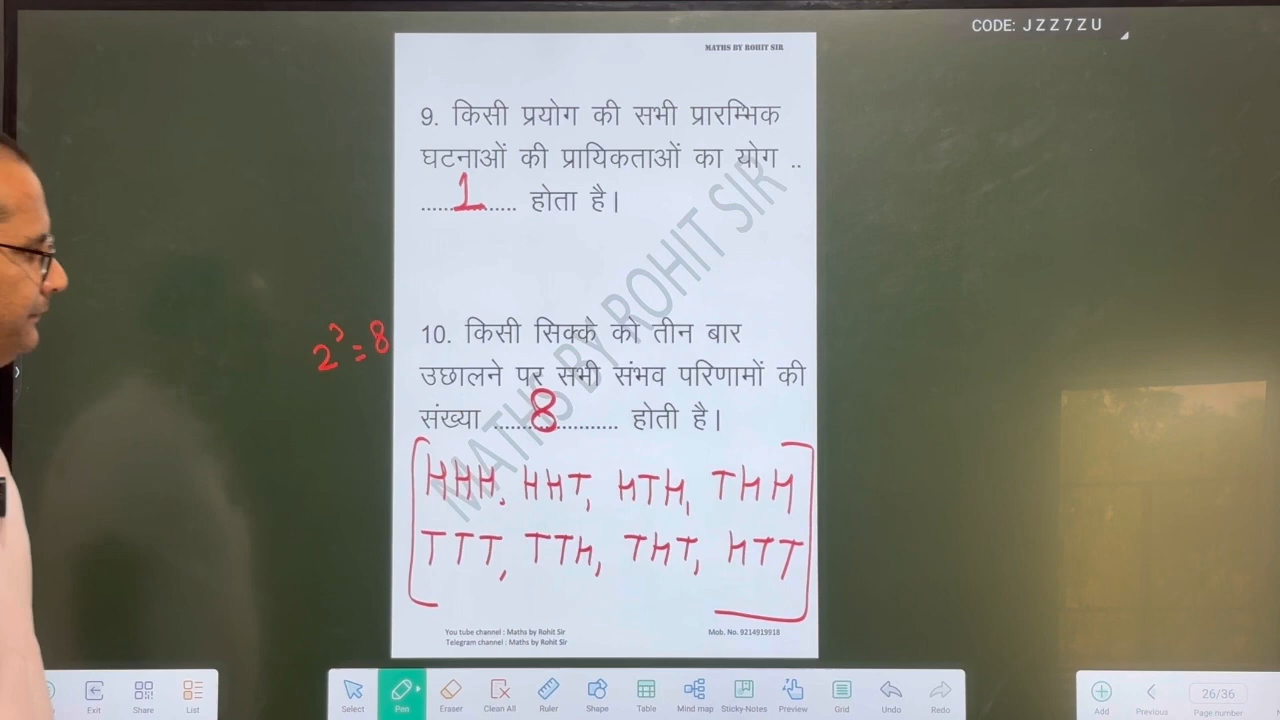 CODE: JZZ7ZU
MATHS BY ROHIT SIR
9. किसी प्रयोग की सभी प्रारम्भिक
घटनाओं की प्रायिकताओं का योग ..
......1......... होता है।
2³ = 8
10. किसी सिक्के को तीन बार
उछालने पर सभी संभव परिणामों की
संख्या ......8............ होती है।
HHH, HHT, HTH, THH
TTT, TTH, THT, HTT
MATHS BY ROHIT SIR
You tube channel : Maths by Rohit Sir
Mob. No. 9214919918
Telegram channel : Maths by Rohit Sir
Exit Share List
Select Pen Eraser Clean All Ruler Shape Table Mind map Sticky-Notes Preview Grid Undo Redo
Add Previous 26/36 Page number